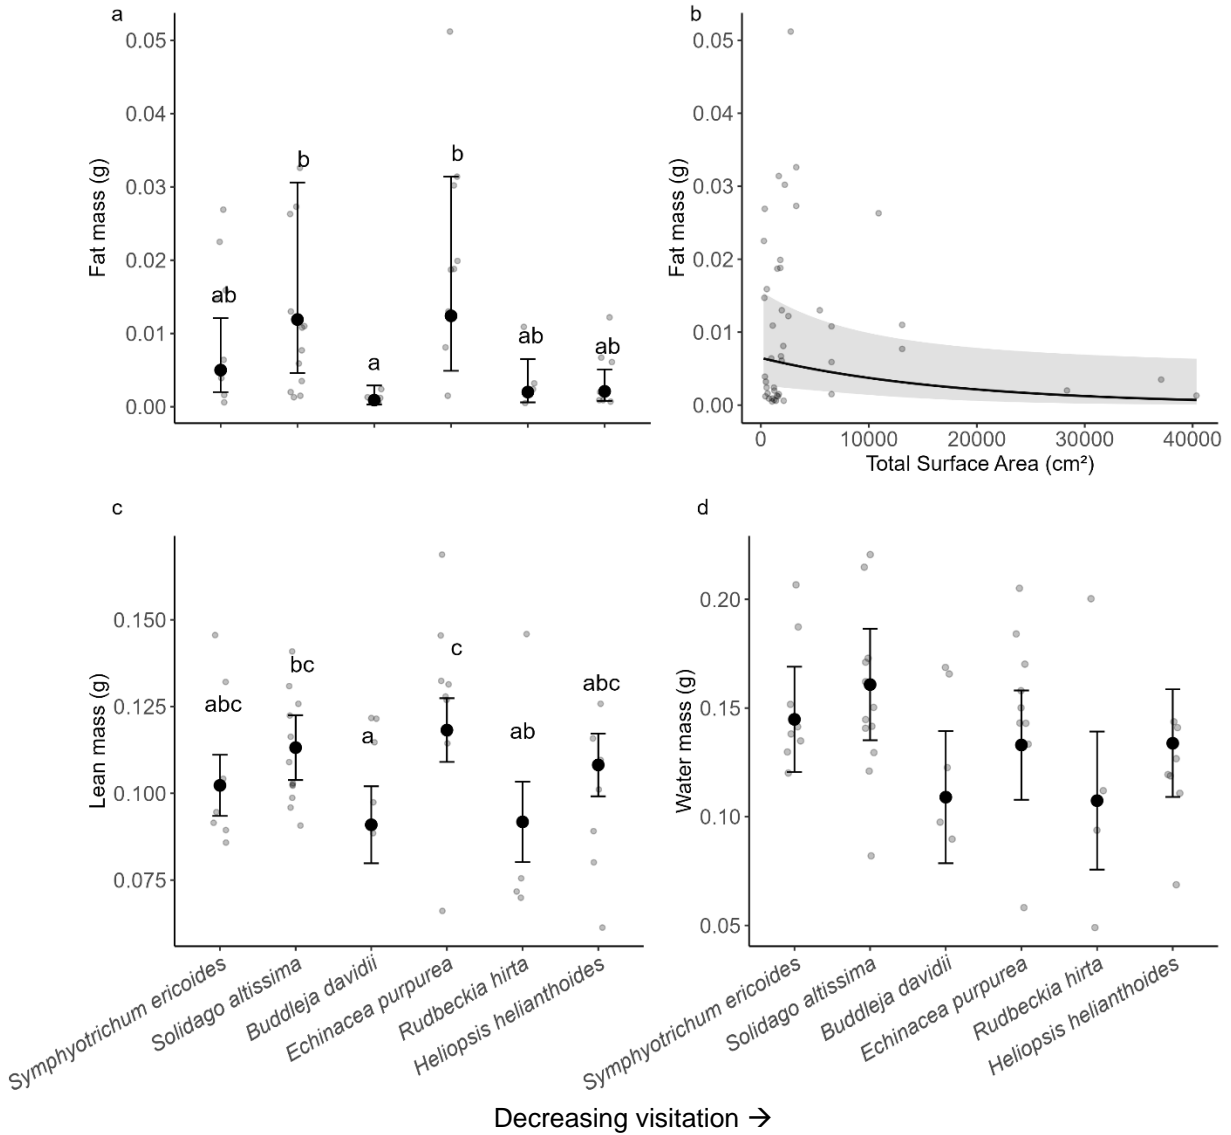 a
Fat mass (g)
0.05
0.04
0.03
0.02
0.01
0.00
ab
b
a
b
ab
ab
b
Fat mass (g)
0.05
0.04
0.03
0.02
0.01
0.00
0
10000
20000
30000
40000
Total Surface Area (cm²)
c
Lean mass (g)
0.150
0.125
0.100
0.075
abc
bc
a
c
ab
abc
Symphyotrichum ericoides
Solidago altissima
Buddleja davidii
Echinacea purpurea
Rudbeckia hirta
Heliopsis helianthoides
d
Water mass (g)
0.20
0.15
0.10
0.05
Symphyotrichum ericoides
Solidago altissima
Buddleja davidii
Echinacea purpurea
Rudbeckia hirta
Heliopsis helianthoides
Decreasing visitation →